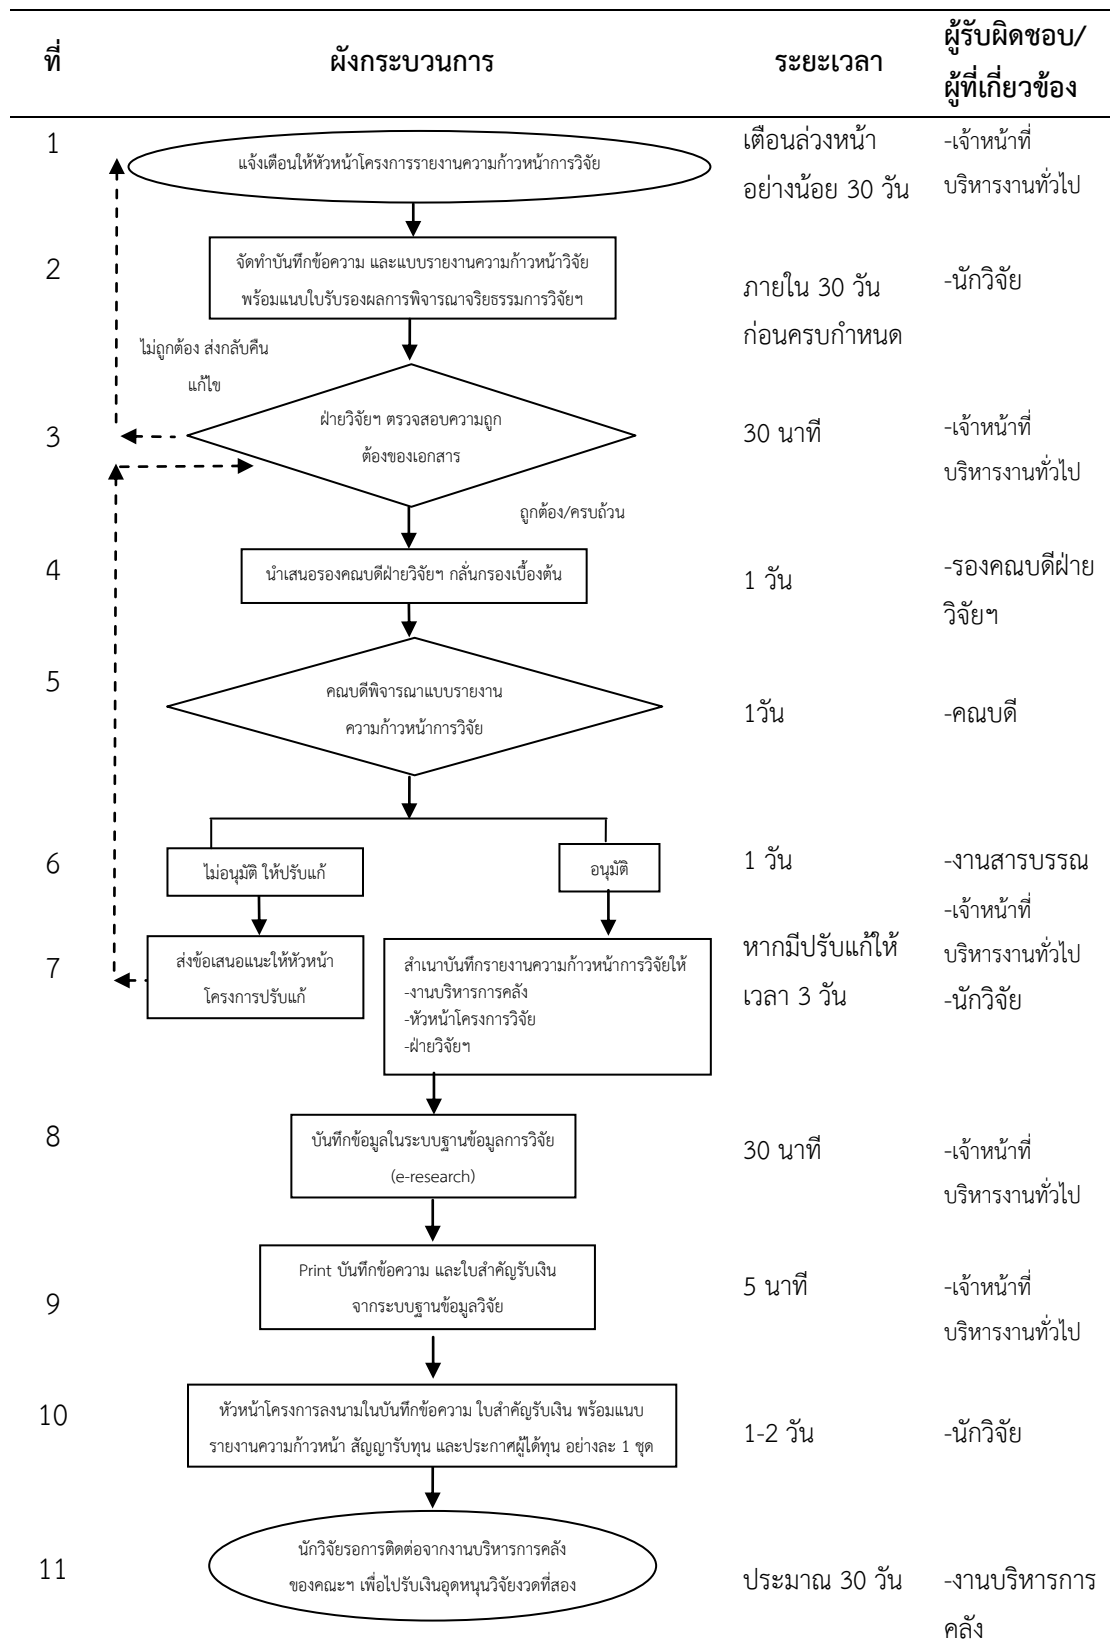 ที่
ผังกระบวนการ
ระยะเวลา
ผู้รับผิดชอบ/
ผู้ที่เกี่ยวข้อง
1
แจ้งเตือนให้หัวหน้าโครงการรายงานความก้าวหน้าการวิจัย
เตือนล่วงหน้า
อย่างน้อย 30 วัน
-เจ้าหน้าที่
บริหารงานทั่วไป
2
จัดทำบันทึกข้อความ และแบบรายงานความก้าวหน้าวิจัย
พร้อมแนบใบรับรองผลการพิจารณาจริยธรรมการวิจัยฯ
ภายใน 30 วัน
ก่อนครบกำหนด
-นักวิจัย
ไม่ถูกต้อง ส่งกลับคืน
แก้ไข
3
ฝ่ายวิจัยฯ ตรวจสอบความถูก
ต้องของเอกสาร
30 นาที
-เจ้าหน้าที่
บริหารงานทั่วไป
ถูกต้อง/ครบถ้วน
4
นำเสนอรองคณบดีฝ่ายวิจัยฯ กลั่นกรองเบื้องต้น
1 วัน
-รองคณบดีฝ่าย
วิจัยฯ
5
คณบดีพิจารณาแบบรายงาน
ความก้าวหน้าการวิจัย
1วัน
-คณบดี
6
ไม่อนุมัติ ให้ปรับแก้
อนุมัติ
1 วัน
-งานสารบรรณ
-เจ้าหน้าที่
บริหารงานทั่วไป
7
ส่งข้อเสนอแนะให้หัวหน้า
โครงการปรับแก้
สำเนาบันทึกรายงานความก้าวหน้าการวิจัยให้
-งานบริหารการคลัง
-หัวหน้าโครงการวิจัย
-ฝ่ายวิจัยฯ
หากมีปรับแก้ให้
เวลา 3 วัน
-นักวิจัย
8
บันทึกข้อมูลในระบบฐานข้อมูลการวิจัย
(e-research)
30 นาที
-เจ้าหน้าที่
บริหารงานทั่วไป
9
Print บันทึกข้อความ และใบสำคัญรับเงิน
จากระบบฐานข้อมูลวิจัย
5 นาที
-เจ้าหน้าที่
บริหารงานทั่วไป
10
หัวหน้าโครงการลงนามในบันทึกข้อความ ใบสำคัญรับเงิน พร้อมแนบ
รายงานความก้าวหน้า สัญญารับทุน และประกาศผู้ได้ทุน อย่างละ 1 ชุด
1-2 วัน
-นักวิจัย
11
นักวิจัยรอการติดต่อจากงานบริหารการคลัง
ของคณะฯ เพื่อไปรับเงินอุดหนุนวิจัยงวดที่สอง
ประมาณ 30 วัน
-งานบริหารการ
คลัง